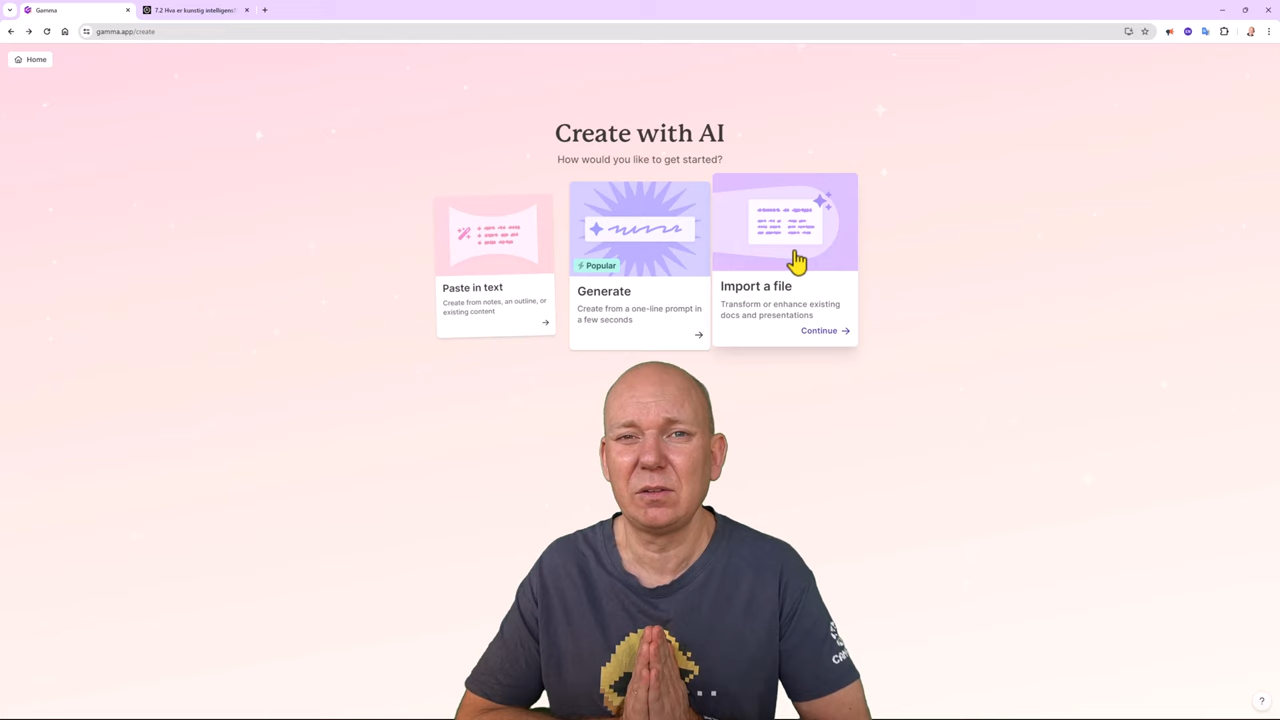 Gamma
7.2 Hva er kunstig intelligens?
gamma.app/create
Home
Create with AI
How would you like to get started?
Paste in text
Create from notes, an outline, or
existing content
Popular
Generate
Create from a one-line prompt in
a few seconds
Import a file
Transform or enhance existing
docs and presentations
Continue
?